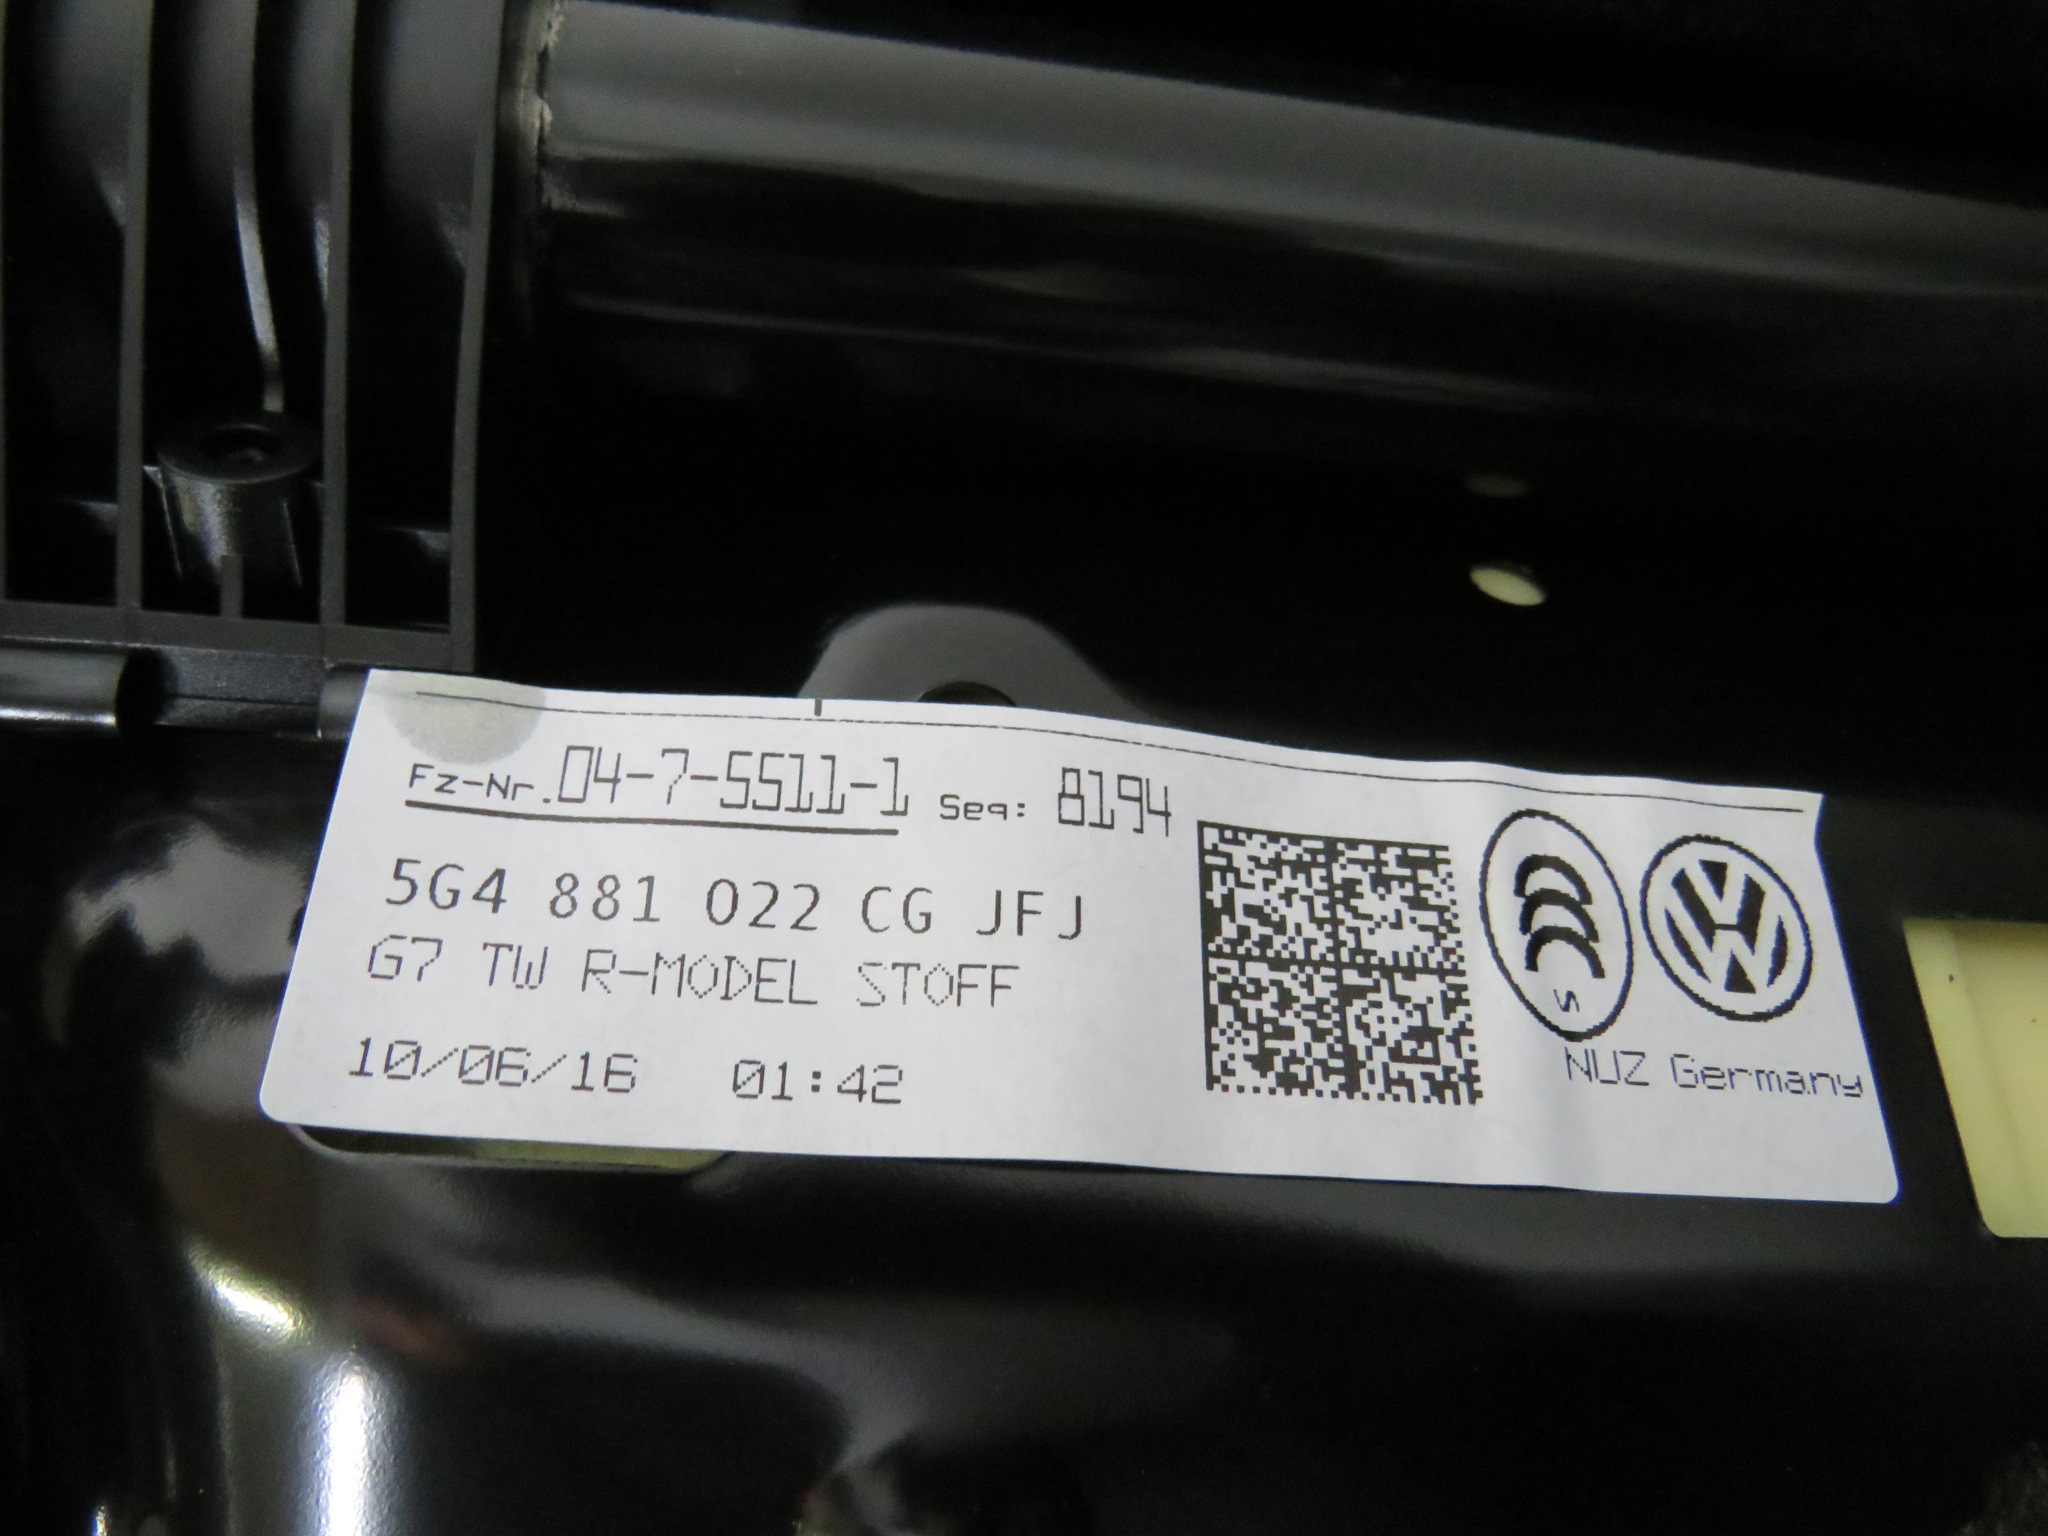 Fz-Nr.04-7-5511-1 Seq: 8194
5G4 881 022 CG JFJ
G7 TW R-MODEL STOFF
10/06/16 01:42
S
NUZ Germany